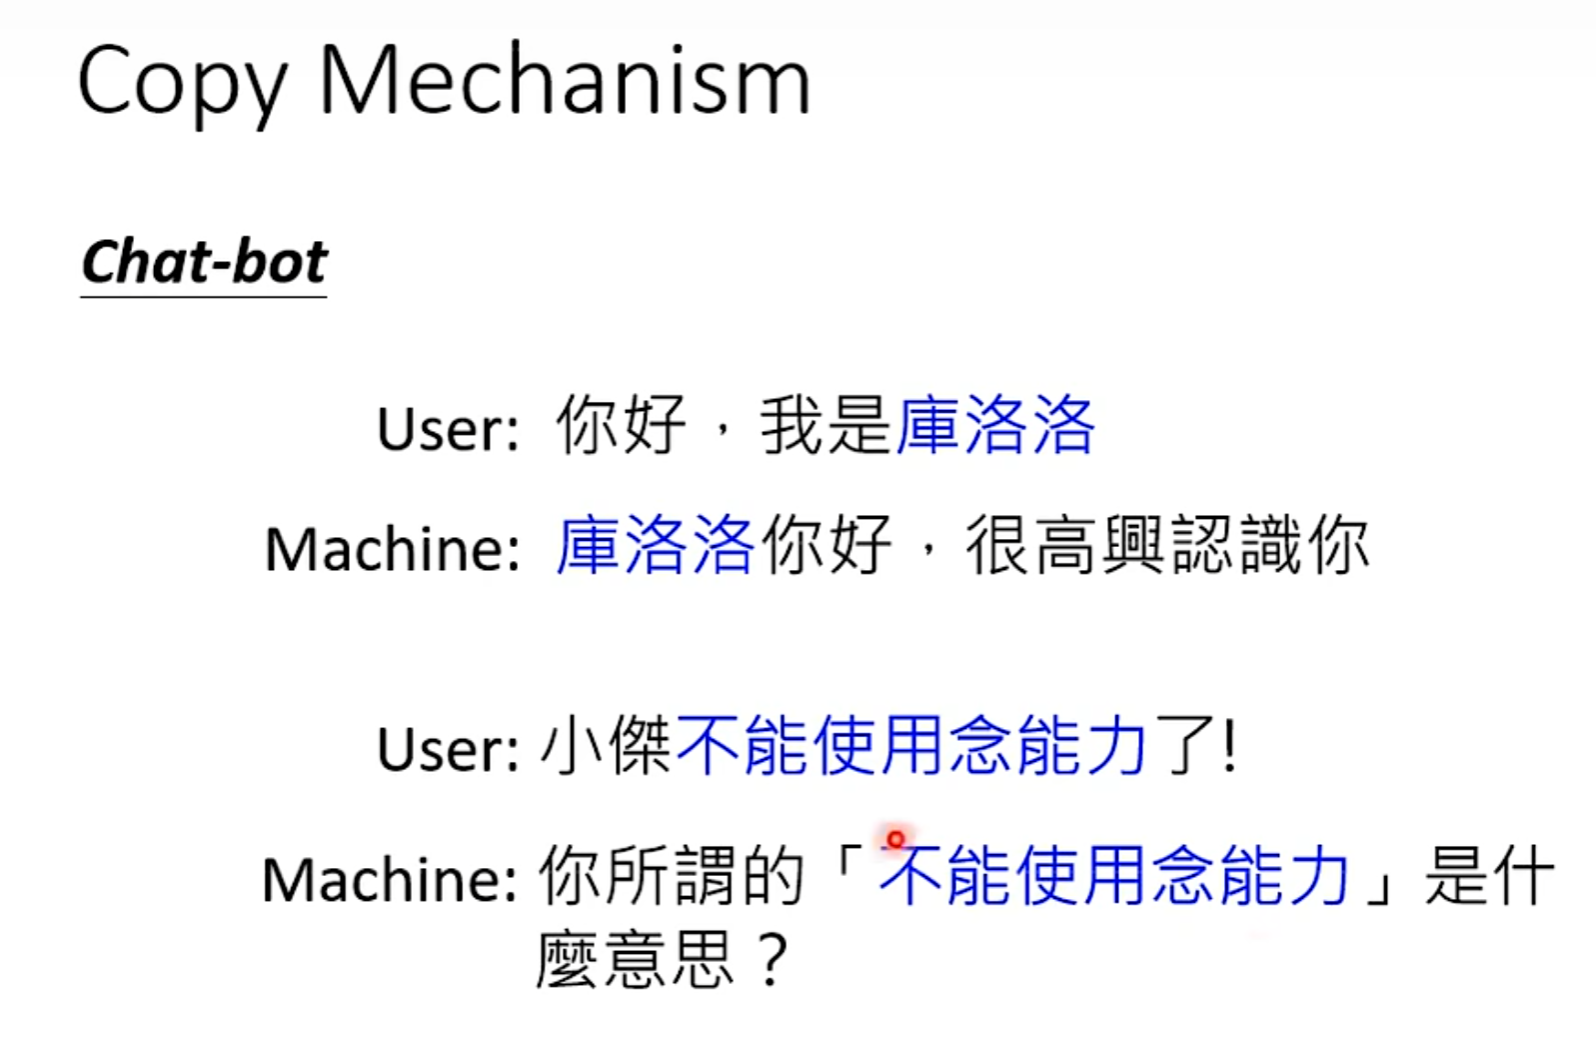 Copy Mechanism
Chat-bot
User: 你好，我是庫洛洛
Machine: 庫洛洛你好，很高興認識你
User: 小傑不能使用念能力了!
Machine: 你所謂的「不能使用念能力」是什
麼意思？